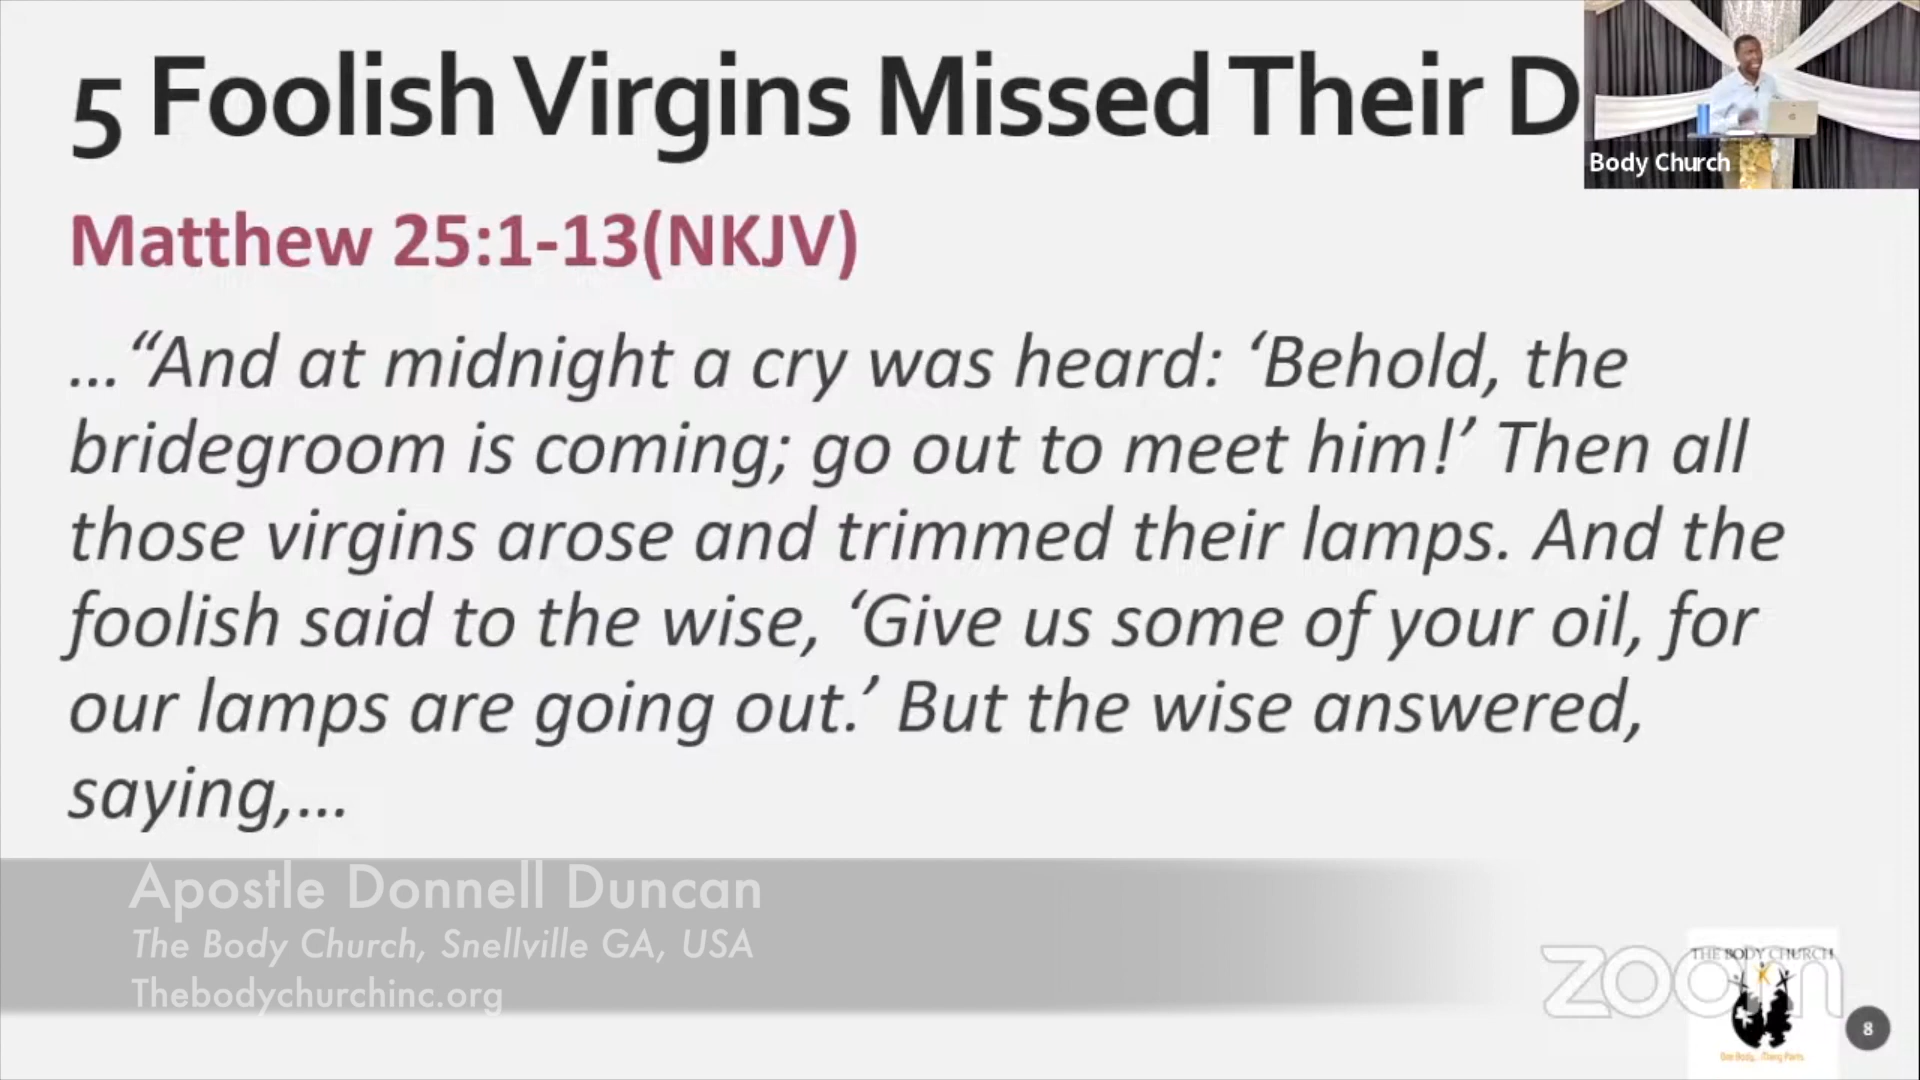 5 Foolish Virgins Missed Their D
Body Church
Matthew 25:1-13(NKJV)
...“And at midnight a cry was heard: ‘Behold, the
bridegroom is coming; go out to meet him!’ Then all
those virgins arose and trimmed their lamps. And the
foolish said to the wise, ‘Give us some of your oil, for
our lamps are going out.’ But the wise answered,
saying,...
Apostle Donnell Duncan
The Body Church, Snellville GA, USA
Thebodychurchinc.org
zoom
THE BODY CHURCH
One Body, ...Many Parts
8